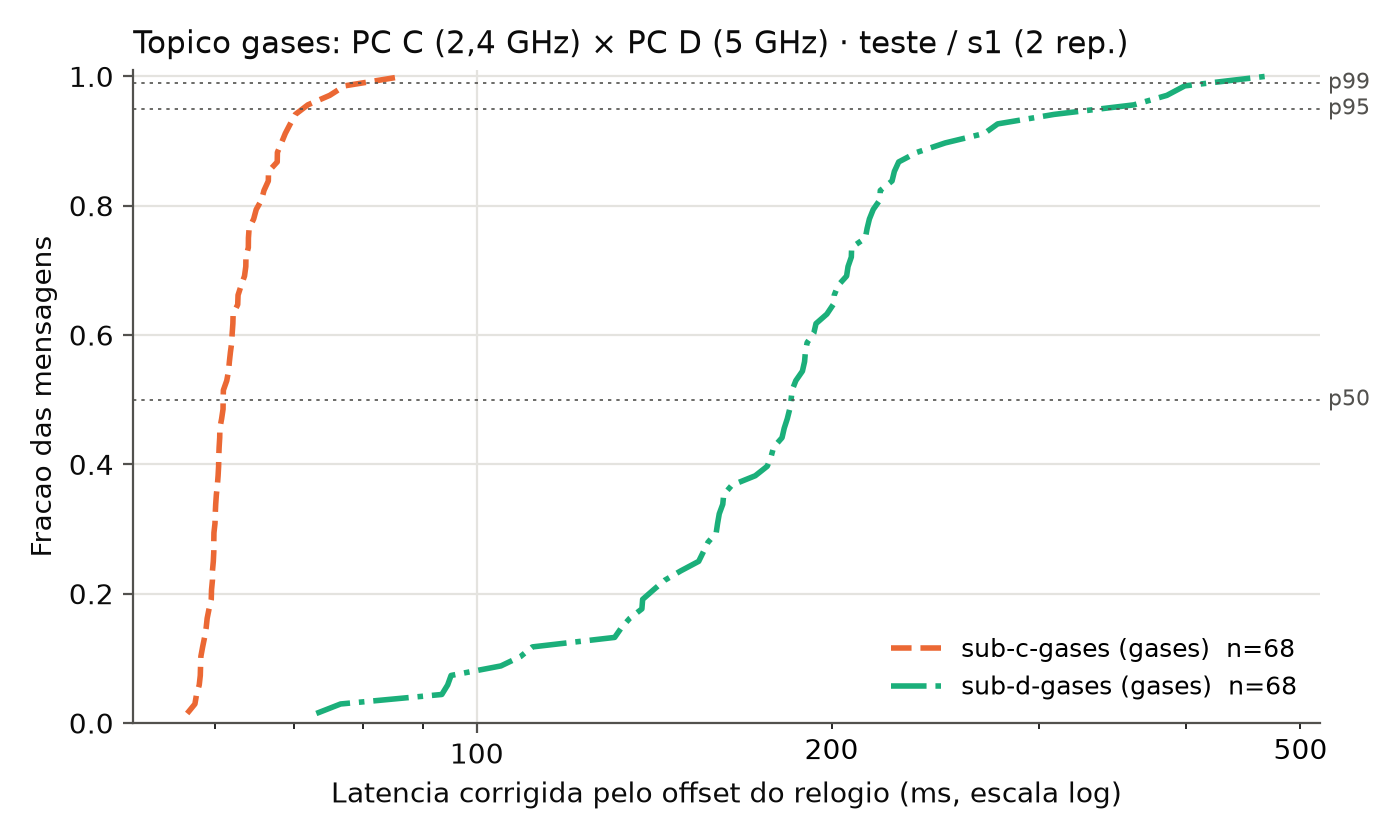 Topico gases: PC C (2,4 GHz) × PC D (5 GHz) · teste / s1 (2 rep.)
1.0
0.8
0.6
0.4
0.2
0.0
Fracao das mensagens
p99
p95
p50
sub-c-gases (gases) n=68
sub-d-gases (gases) n=68
100
200
500
Latencia corrigida pelo offset do relogio (ms, escala log)